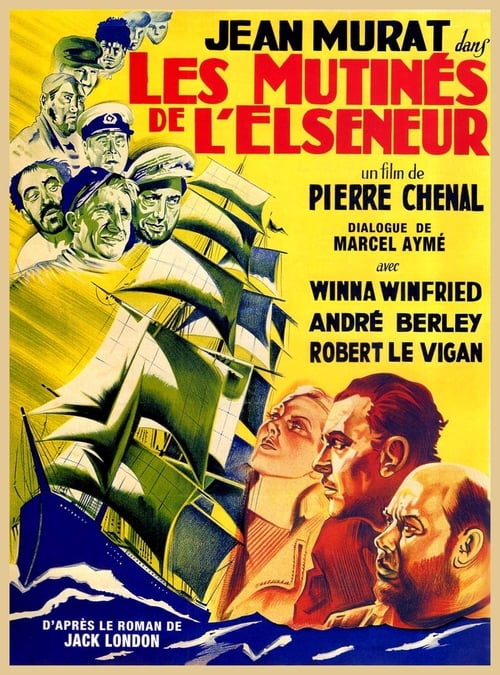 JEAN MURAT dans
LES MUTINÉS
DE L'ÉLSENEUR
un film de
PIERRE CHENAL
DIALOGUE DE
MARCEL AYMÉ
avec
WINNA WINFRIED
ANDRÉ BERLEY
ROBERT LE VIGAN
D'APRÈS LE ROMAN DE
JACK LONDON